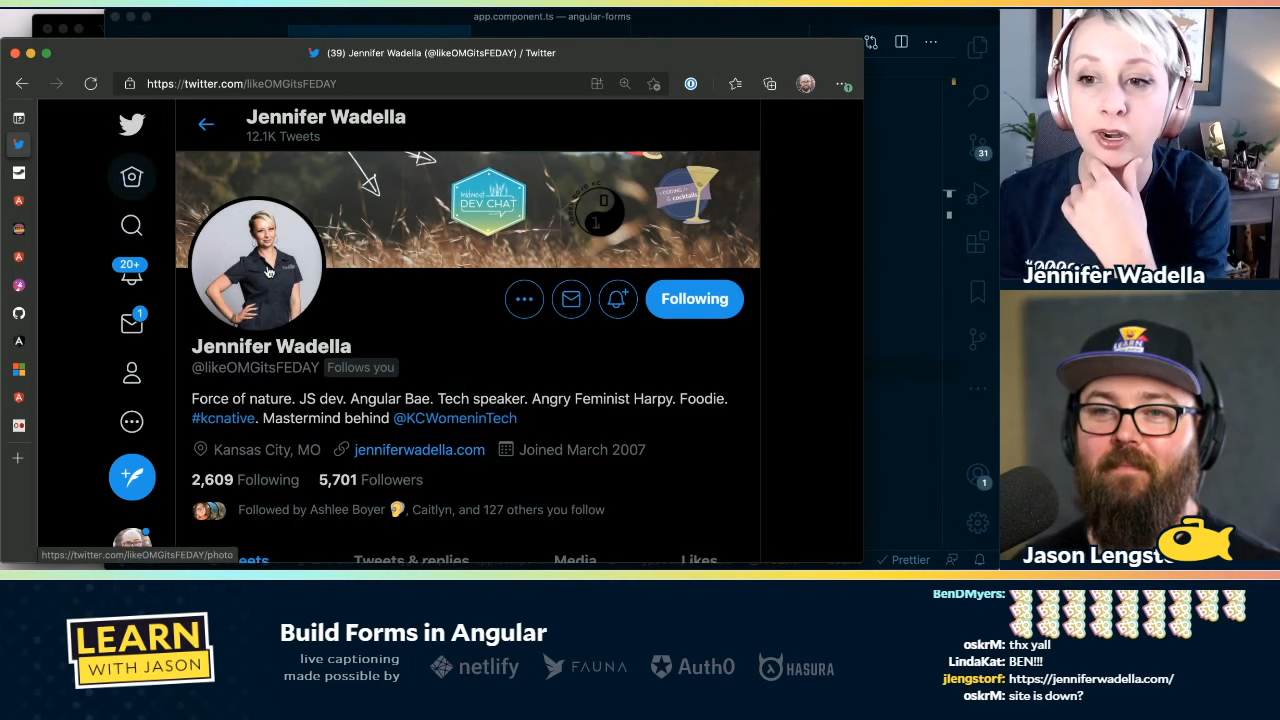 app.component.ts — angular-forms
(39) Jennifer Wadella (@likeOMGitsFEDAY) / Twitter
https://twitter.com/likeOMGitsFEDAY
Jennifer Wadella
12.1K Tweets
DEV CHAT
0
1
20+
1
Following
Jennifer Wadella
@likeOMGitsFEDAY Follows you
Force of nature. JS dev. Angular Bae. Tech speaker. Angry Feminist Harpy. Foodie.
#kcnative. Mastermind behind @KCWomeninTech
Kansas City, MO jenniferwadella.com Joined March 2007
2,609 Following 5,701 Followers
Followed by Ashlee Boyer 🦻, Caitlyn, and 127 others you follow
https://twitter.com/likeOMGitsFEDAY/photo
eets Tweets & replies Media Likes
31
1
Prettier
Jennifer Wadella
LEARN
Jason Lengst
LEARN
WITH JASON
Build Forms in Angular
live captioning
made possible by
netlify
FAUNA
Auth0
HASURA
BenDMyers:
oskrM: thx yall
LindaKat: BEN!!!
jlengstorf: https://jenniferwadella.com/
oskrM: site is down?